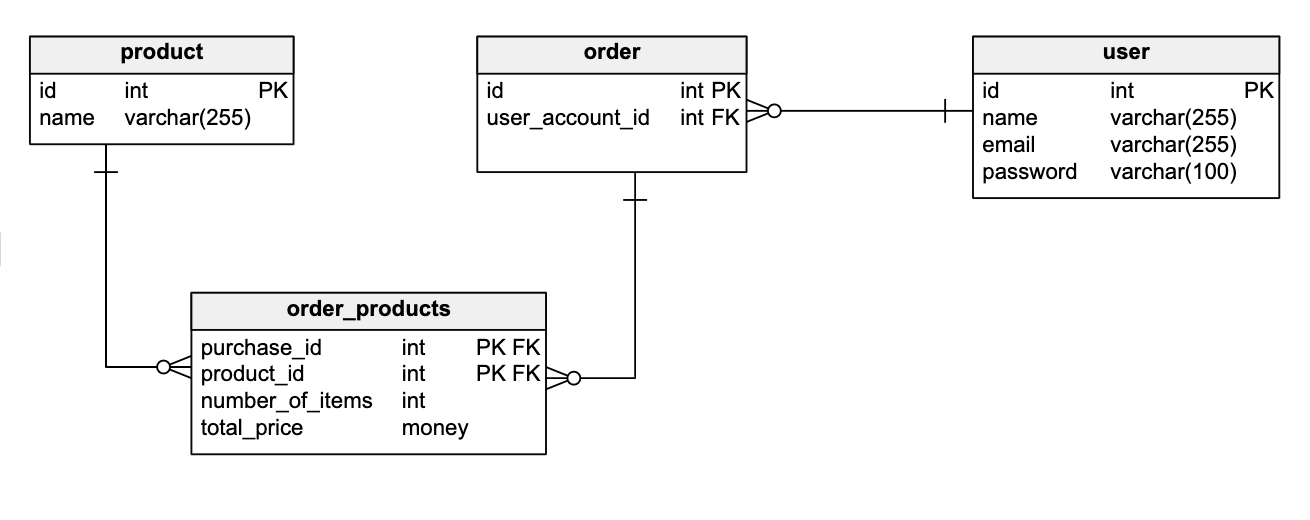 product
id int PK
name varchar(255)
order
id int PK
user_account_id int FK
user
id int PK
name varchar(255)
email varchar(255)
password varchar(100)
order_products
purchase_id int PK FK
product_id int PK FK
number_of_items int
total_price money